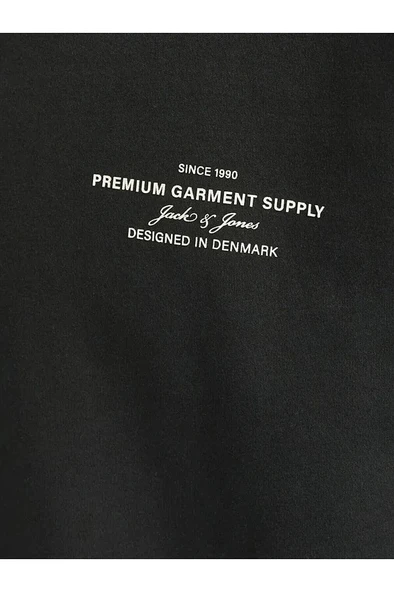 SINCE 1990
PREMIUM GARMENT SUPPLY
Jack & Jones
DESIGNED IN DENMARK